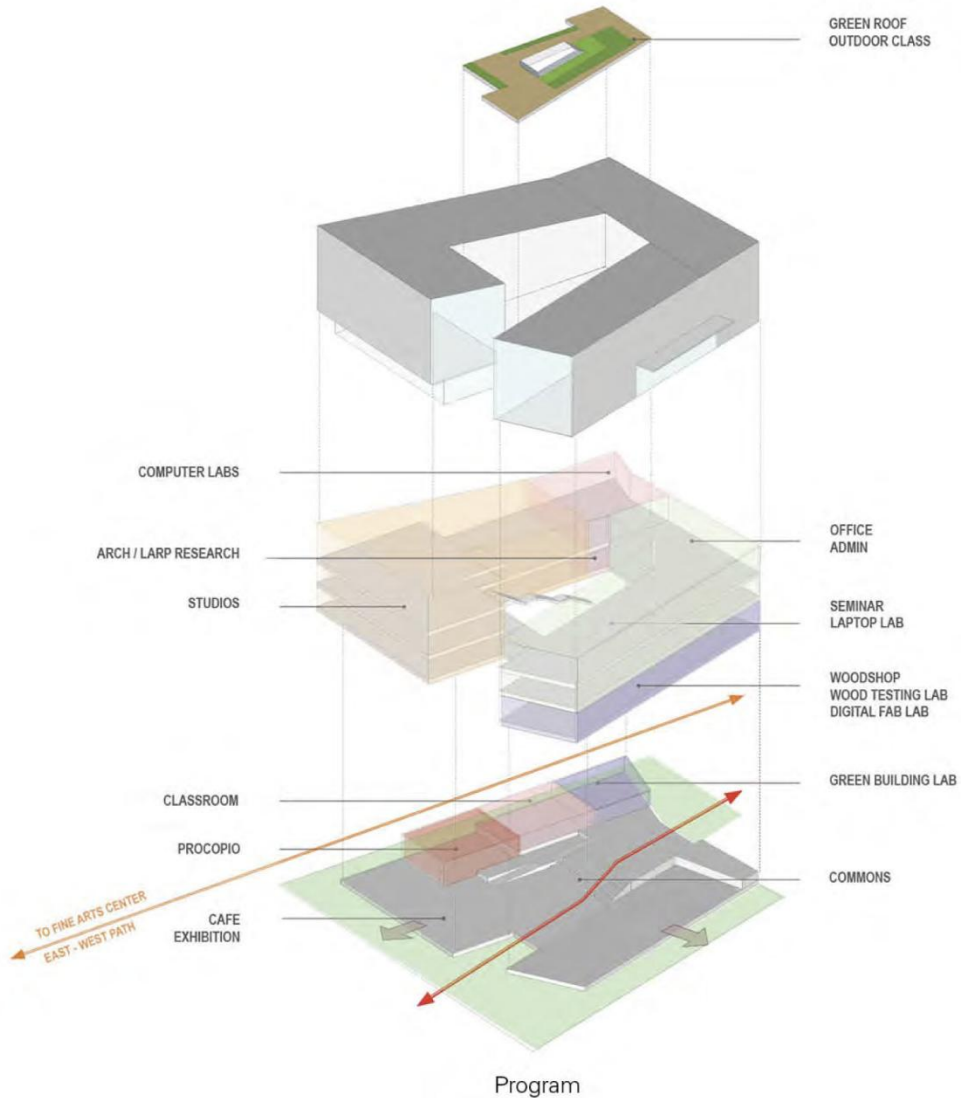 GREEN ROOF
OUTDOOR CLASS
COMPUTER LABS
ARCH / LARP RESEARCH
STUDIOS
OFFICE
ADMIN
SEMINAR
LAPTOP LAB
WOODSHOP
WOOD TESTING LAB
DIGITAL FAB LAB
GREEN BUILDING LAB
CLASSROOM
PROCOPIO
COMMONS
CAFE
EXHIBITION
TO FINE ARTS CENTER
EAST - WEST PATH
Program